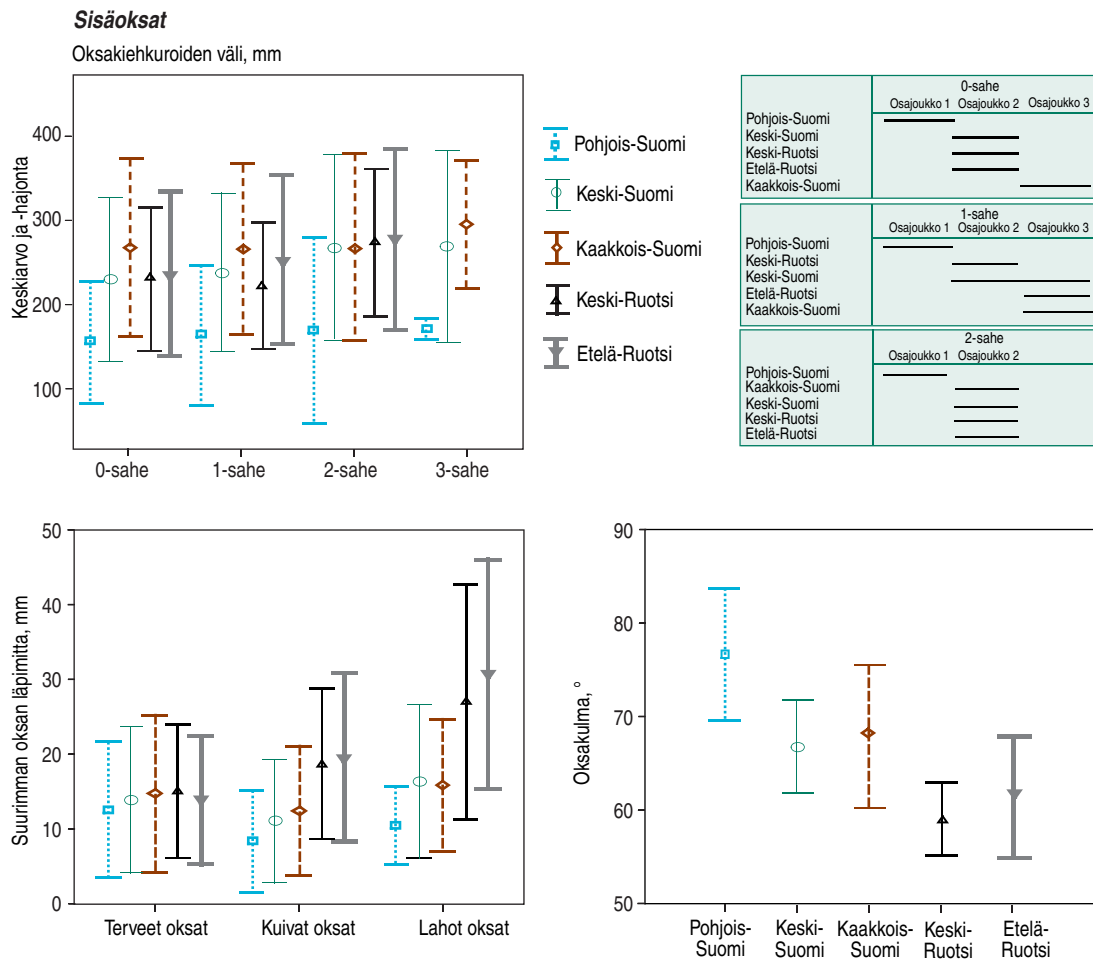 Sisäoksat
Oksakiehkuroiden väli, mm
Keskiarvo ja -hajonta
400
300
200
100
0-sahe 1-sahe 2-sahe 3-sahe
Pohjois-Suomi
Keski-Suomi
Kaakkois-Suomi
Keski-Ruotsi
Etelä-Ruotsi
0-sahe
Osajoukko 1 Osajoukko 2 Osajoukko 3
Pohjois-Suomi
Keski-Suomi
Keski-Ruotsi
Etelä-Ruotsi
Kaakkois-Suomi
1-sahe
Osajoukko 1 Osajoukko 2 Osajoukko 3
Pohjois-Suomi
Keski-Ruotsi
Keski-Suomi
Etelä-Ruotsi
Kaakkois-Suomi
2-sahe
Osajoukko 1 Osajoukko 2
Pohjois-Suomi
Kaakkois-Suomi
Keski-Suomi
Keski-Ruotsi
Etelä-Ruotsi
Suurimman oksan läpimitta, mm
50
40
30
20
10
0
Terveet oksat Kuivat oksat Lahot oksat
Oksakulma, °
90
80
70
60
50
Pohjois- Keski- Kaakkois- Keski- Etelä-
Suomi Suomi Suomi Ruotsi Ruotsi